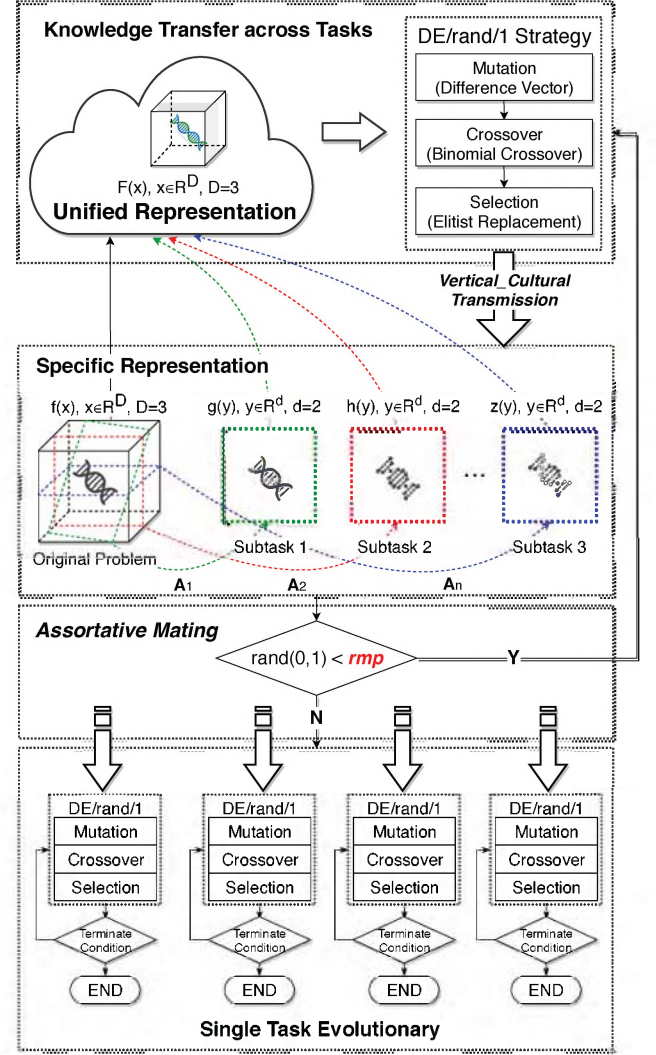 Knowledge Transfer across Tasks
DE/rand/1 Strategy
Mutation
(Difference Vector)
Crossover
(Binomial Crossover)
Selection
(Elitist Replacement)
F(x), x∈R^D, D=3
Unified Representation
Vertical_Cultural
Transmission
Specific Representation
f(x), x∈R^D, D=3
g(y), y∈R^d, d=2
h(y), y∈R^d, d=2
z(y), y∈R^d, d=2
...
Original Problem
Subtask 1
Subtask 2
Subtask 3
A1
A2
An
Assortative Mating
rand(0,1) < rmp
Y
N
DE/rand/1
Mutation
Crossover
Selection
Terminate
Condition
END
DE/rand/1
Mutation
Crossover
Selection
Terminate
Condition
END
DE/rand/1
Mutation
Crossover
Selection
Terminate
Condition
END
DE/rand/1
Mutation
Crossover
Selection
Terminate
Condition
END
Single Task Evolutionary